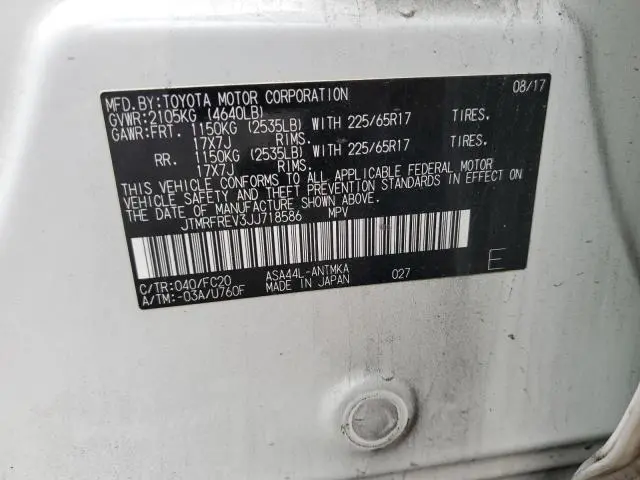 MFD.BY:TOYOTA MOTOR CORPORATION 08/17
GVWR:2105KG (4640LB)
GAWR:FRT. 1150KG (2535LB) WITH 225/65R17 TIRES.
17X7J RIMS.
RR. 1150KG (2535LB) WITH 225/65R17 TIRES.
17X7J RIMS.
THIS VEHICLE CONFORMS TO ALL APPLICABLE FEDERAL MOTOR
VEHICLE SAFETY AND THEFT PREVENTION STANDARDS IN EFFECT ON
THE DATE OF MANUFACTURE SHOWN ABOVE.
JTMRFREV3JJ718586 MPV
C/TR:040/FC20 ASA44L-ANTMKA 027 E
A/TM:-03A/U760F MADE IN JAPAN